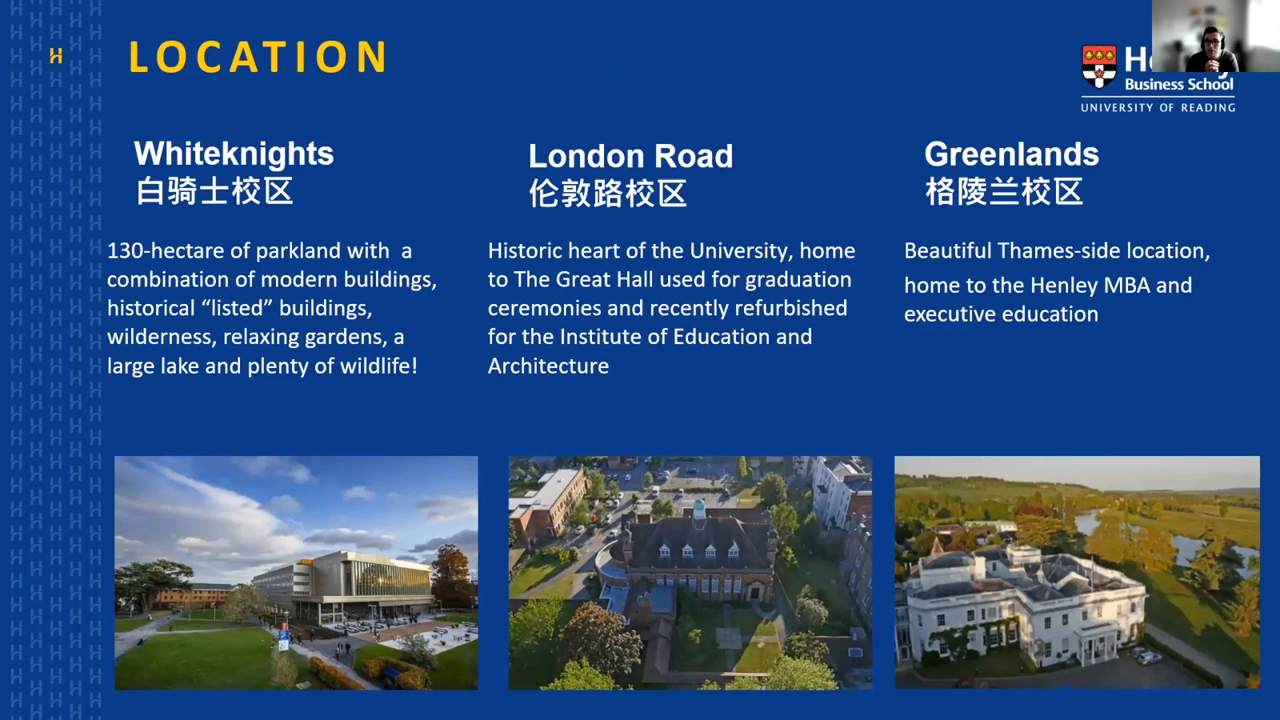 LOCATION
Business School
UNIVERSITY OF READING
Whiteknights
白骑士校区
130-hectare of parkland with a
combination of modern buildings,
historical “listed” buildings,
wilderness, relaxing gardens, a
large lake and plenty of wildlife!
London Road
伦敦路校区
Historic heart of the University, home
to The Great Hall used for graduation
ceremonies and recently refurbished
for the Institute of Education and
Architecture
Greenlands
格陵兰校区
Beautiful Thames-side location,
home to the Henley MBA and
executive education